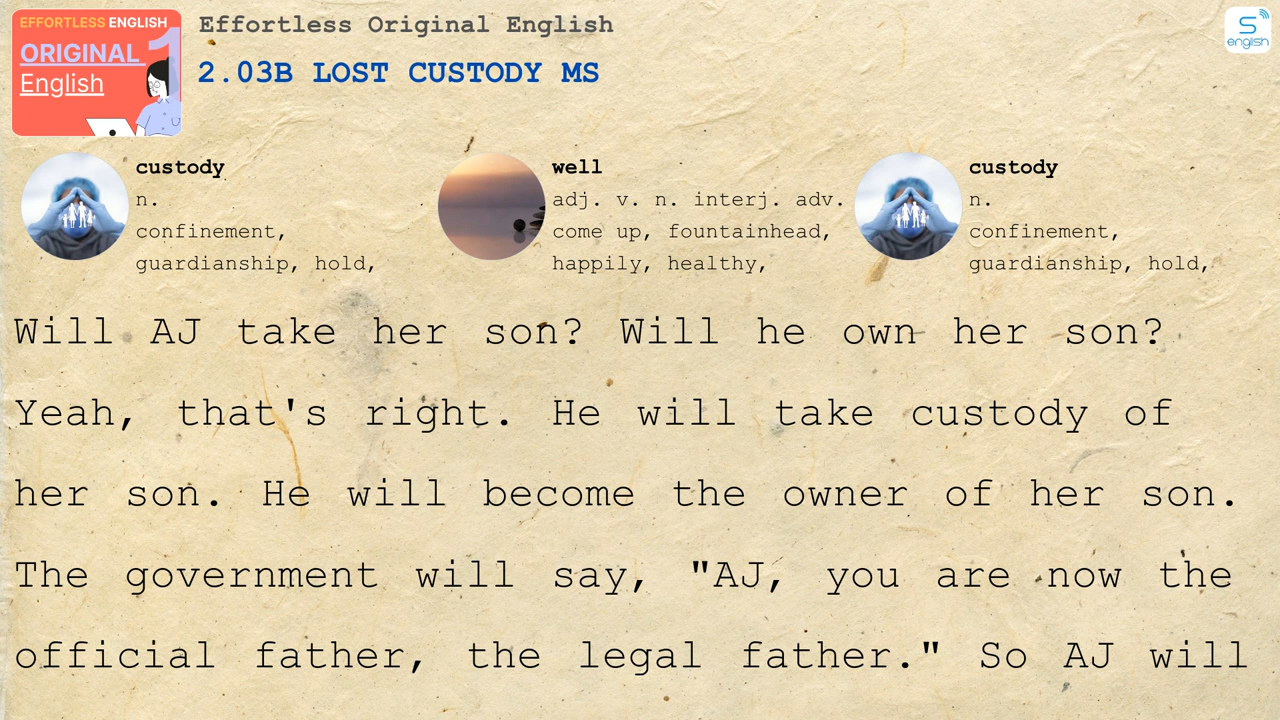 EFFORTLESS ENGLISH
ORIGINAL 1
English
Effortless Original English
2.03B LOST CUSTODY MS
S
english
custody
n.
confinement,
guardianship, hold,
well
adj. v. n. interj. adv.
come up, fountainhead,
happily, healthy,
custody
n.
confinement,
guardianship, hold,
Will AJ take her son? Will he own her son?
Yeah, that's right. He will take custody of
her son. He will become the owner of her son.
The government will say, "AJ, you are now the
official father, the legal father." So AJ will